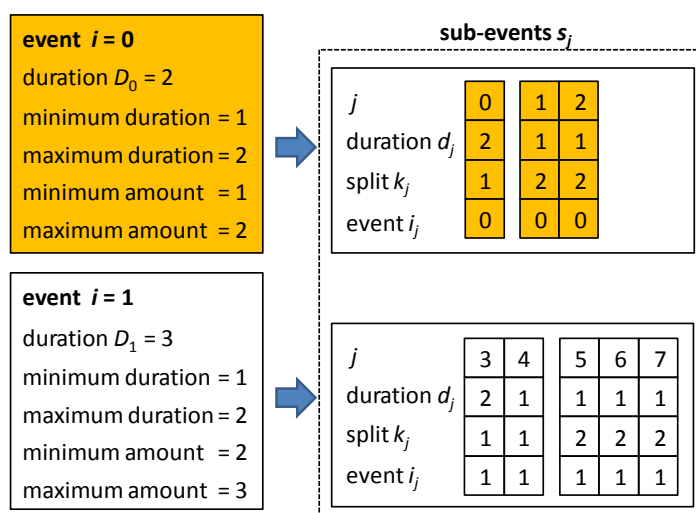 event i = 0
duration D0 = 2
minimum duration = 1
maximum duration = 2
minimum amount = 1
maximum amount = 2
sub-events sj
j 0 1 2
duration dj 2 1 1
split kj 1 2 2
event ij 0 0 0
event i = 1
duration D1 = 3
minimum duration = 1
maximum duration = 2
minimum amount = 2
maximum amount = 3
j 3 4 5 6 7
duration dj 2 1 1 1 1
split kj 1 1 2 2 2
event ij 1 1 1 1 1